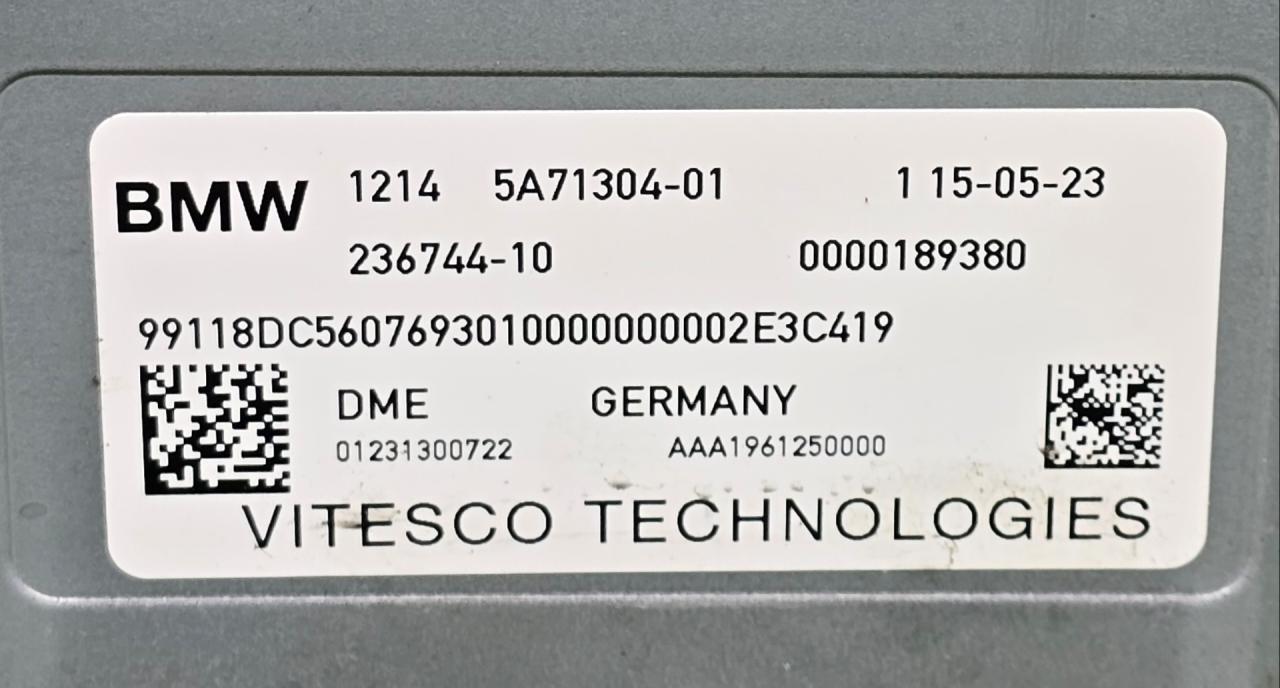 BMW 1214 5A71304-01 1 15-05-23
236744-10 0000189380
99118DC5607693010000000002E3C419
DME GERMANY
01231300722 AAA1961250000
VITESCO TECHNOLOGIES